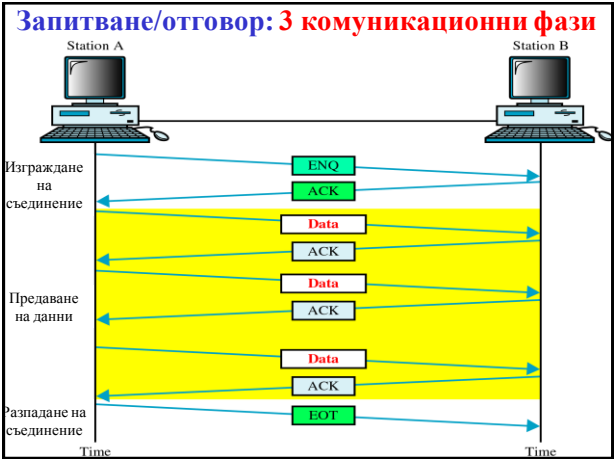 Запитване/отговор: 3 комуникационни фази
Station A
Station B
ENQ
Изграждане
на
съединение
ACK
Data
ACK
Data
Предаване
на данни
ACK
Data
ACK
Разпадане на
съединение
EOT
Time
Time